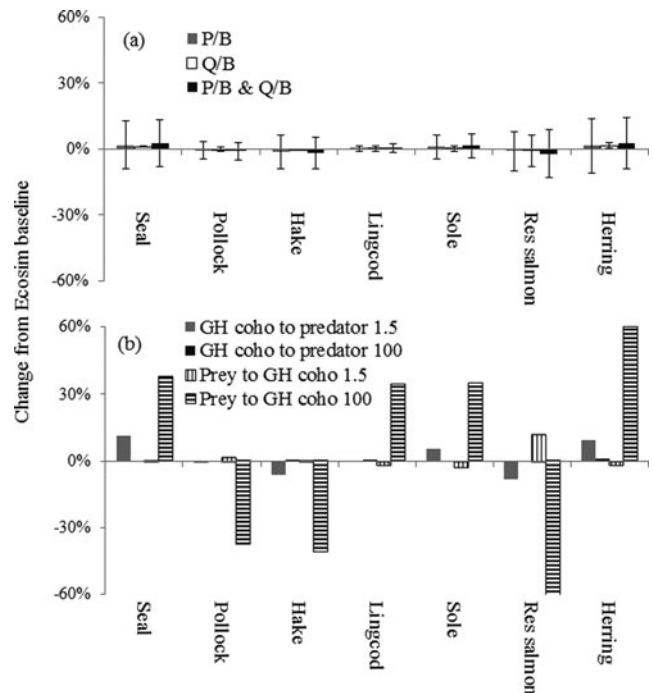 60%
(a)
P/B
Q/B
P/B & Q/B
30%
0%
-30%
-60%
Seal
Pollock
Hake
Lingcod
Sole
Res salmon
Herring
Change from Ecosim baseline
60%
(b)
GH coho to predator 1.5
GH coho to predator 100
Prey to GH coho 1.5
Prey to GH coho 100
30%
0%
-30%
-60%
Seal
Pollock
Hake
Lingcod
Sole
Res salmon
Herring